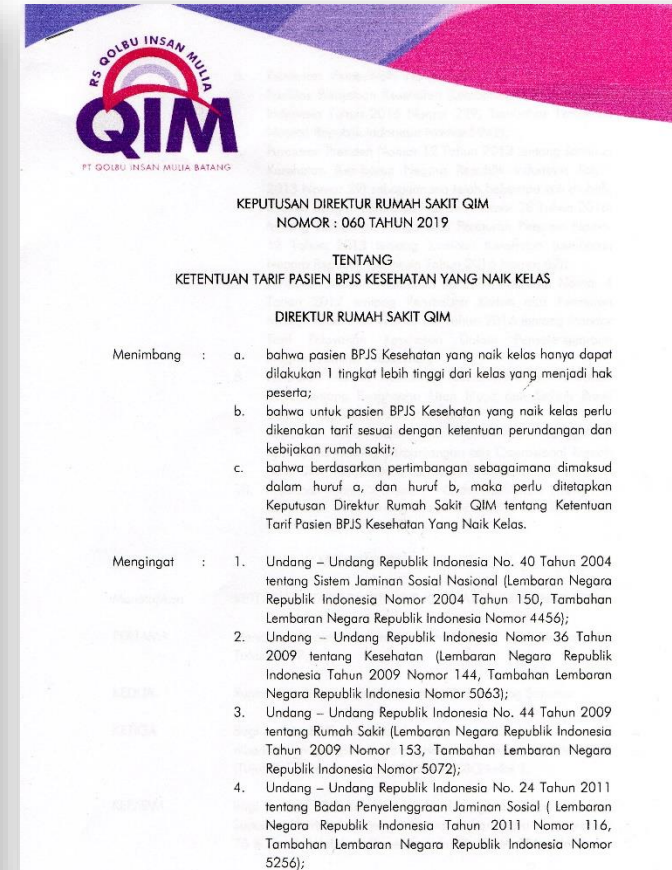 RS QOLBU INSAN MULIA
QIM
PT QOLBU INSAN MULIA BATANG
KEPUTUSAN DIREKTUR RUMAH SAKIT QIM
NOMOR : 060 TAHUN 2019
TENTANG
KETENTUAN TARIF PASIEN BPJS KESEHATAN YANG NAIK KELAS
DIREKTUR RUMAH SAKIT QIM
Menimbang : a. bahwa pasien BPJS Kesehatan yang naik kelas hanya dapat
dilakukan 1 tingkat lebih tinggi dari kelas yang menjadi hak
peserta;
b. bahwa untuk pasien BPJS Kesehatan yang naik kelas perlu
dikenakan tarif sesuai dengan ketentuan perundangan dan
kebijakan rumah sakit;
c. bahwa berdasarkan pertimbangan sebagaimana dimaksud
dalam huruf a, dan huruf b, maka perlu ditetapkan
Keputusan Direktur Rumah Sakit QIM tentang Ketentuan
Tarif Pasien BPJS Kesehatan Yang Naik Kelas.
Mengingat : 1. Undang – Undang Republik Indonesia No. 40 Tahun 2004
tentang Sistem Jaminan Sosial Nasional (Lembaran Negara
Republik Indonesia Nomor 2004 Tahun 150, Tambahan
Lembaran Negara Republik Indonesia Nomor 4456);
2. Undang – Undang Republik Indonesia Nomor 36 Tahun
2009 tentang Kesehatan (Lembaran Negara Republik
Indonesia Tahun 2009 Nomor 144, Tambahan Lembaran
Negara Republik Indonesia Nomor 5063);
3. Undang – Undang Republik Indonesia No. 44 Tahun 2009
tentang Rumah Sakit (Lembaran Negara Republik Indonesia
Tahun 2009 Nomor 153, Tambahan Lembaran Negara
Republik Indonesia Nomor 5072);
4. Undang – Undang Republik Indonesia No. 24 Tahun 2011
tentang Badan Penyelenggraan Jaminan Sosial ( Lembaran
Negara Republik Indonesia Tahun 2011 Nomor 116,
Tambahan Lembaran Negara Republik Indonesia Nomor
5256);